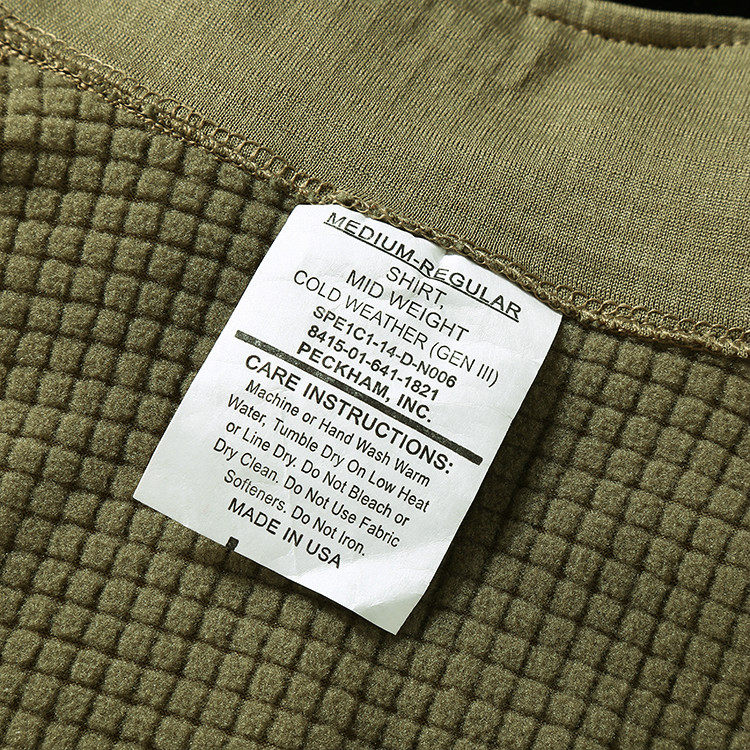 MEDIUM-REGULAR
SHIRT,
MID WEIGHT
COLD WEATHER (GEN III)
SPE1C1-14-D-N006
8415-01-641-1821
PECKHAM, INC.
CARE INSTRUCTIONS:
Machine or Hand Wash Warm
Water, Tumble Dry On Low Heat
or Line Dry. Do Not Bleach or
Dry Clean. Do Not Use Fabric
Softeners. Do Not Iron.
MADE IN USA